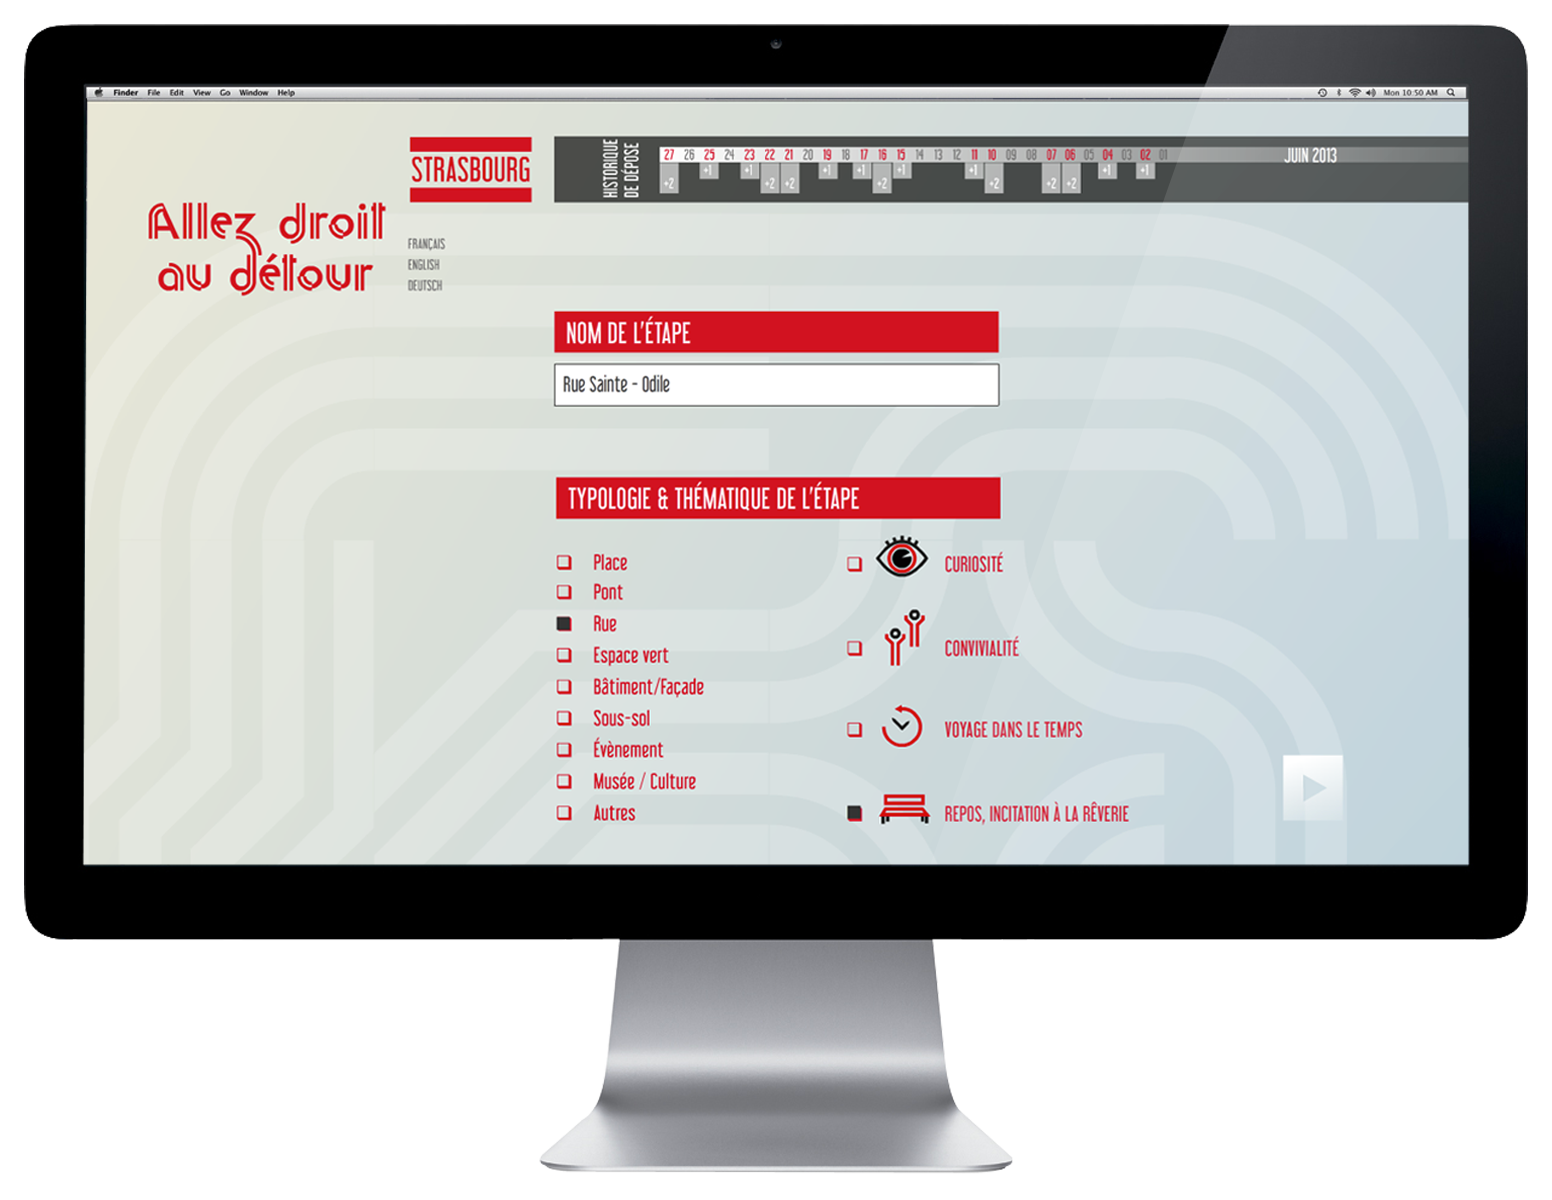 Finder File Edit View Go Window Help
Mon 10:50 AM
STRASBOURG
HISTORIQUE
DE DÉPOSE
27 26 25 24 23 22 21 20 19 18 17 16 15 14 13 12 11 10 09 08 07 06 05 04 03 02 01
JUIN 2013
+2 +1 +1 +2 +2 +1 +1 +2 +1 +1 +2 +2 +2 +1 +1
Allez droit
au détour
FRANÇAIS
ENGLISH
DEUTSCH
NOM DE L'ÉTAPE
Rue Sainte - Odile
TYPOLOGIE & THÉMATIQUE DE L'ÉTAPE
Place
Pont
Rue
Espace vert
Bâtiment/Façade
Sous-sol
Évènement
Musée / Culture
Autres
CURIOSITÉ
CONVIVIALITÉ
VOYAGE DANS LE TEMPS
REPOS, INCITATION À LA RÊVERIE